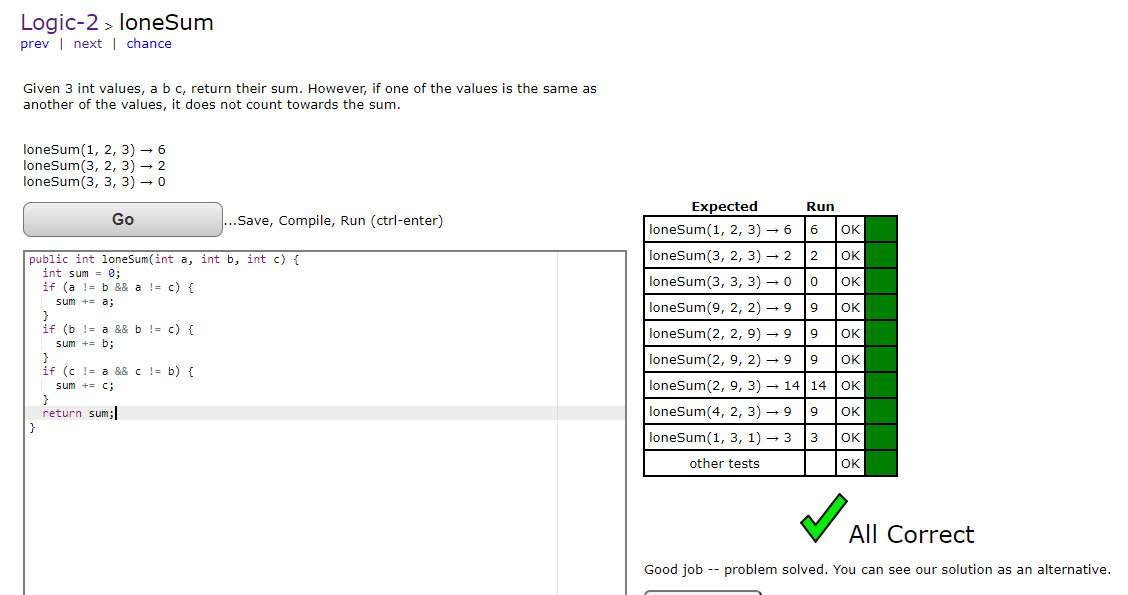 Logic-2 > loneSum
prev | next | chance
Given 3 int values, a b c, return their sum. However, if one of the values is the same as
another of the values, it does not count towards the sum.
loneSum(1, 2, 3) → 6
loneSum(3, 2, 3) → 2
loneSum(3, 3, 3) → 0
Go ...Save, Compile, Run (ctrl-enter)
public int loneSum(int a, int b, int c) {
  int sum = 0;
  if (a != b && a != c) {
    sum += a;
  }
  if (b != a && b != c) {
    sum += b;
  }
  if (c != a && c != b) {
    sum += c;
  }
  return sum;
}
Expected Run
loneSum(1, 2, 3) → 6 6 OK
loneSum(3, 2, 3) → 2 2 OK
loneSum(3, 3, 3) → 0 0 OK
loneSum(9, 2, 2) → 9 9 OK
loneSum(2, 2, 9) → 9 9 OK
loneSum(2, 9, 2) → 9 9 OK
loneSum(2, 9, 3) → 14 14 OK
loneSum(4, 2, 3) → 9 9 OK
loneSum(1, 3, 1) → 3 3 OK
other tests OK
All Correct
Good job -- problem solved. You can see our solution as an alternative.